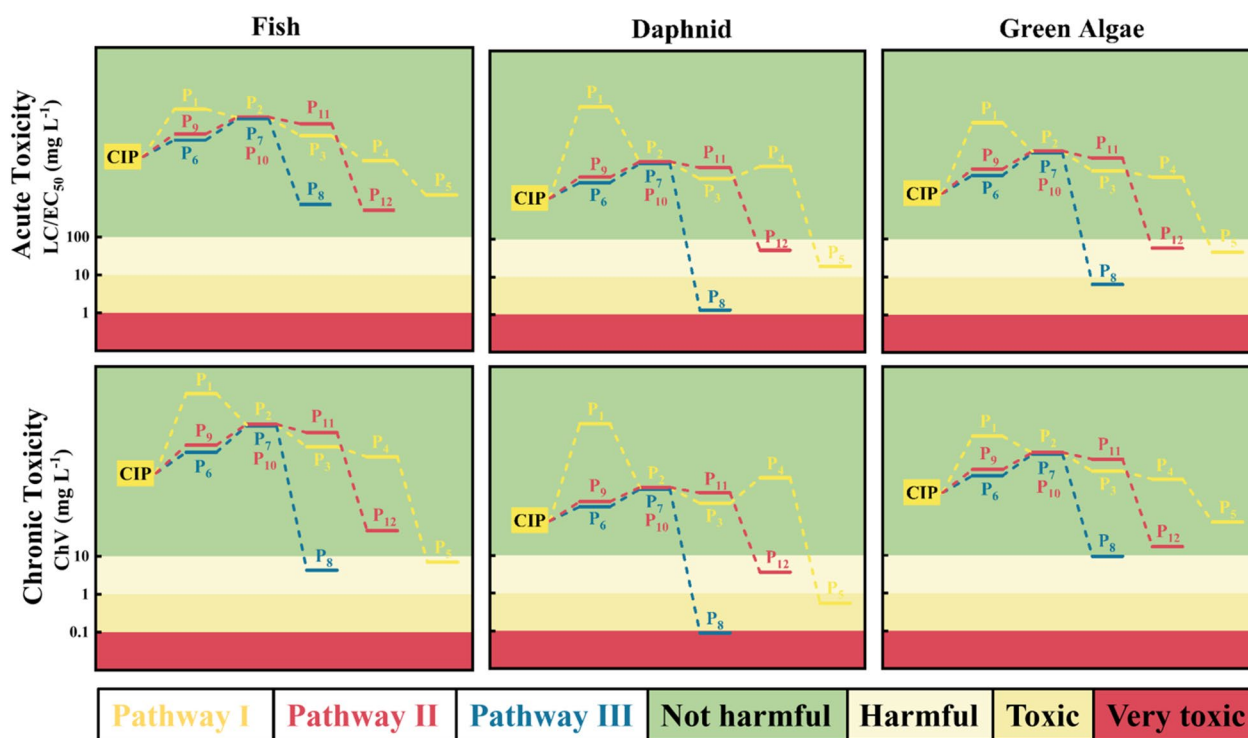 Fish
Daphnid
Green Algae
Acute Toxicity
LC/EC₅₀ (mg L⁻¹)
100
10
1
CIP
P₁
P₉
P₆
P₂
P₇
P₁₀
P₁₁
P₃
P₈
P₄
P₁₂
P₅
CIP
P₁
P₉
P₆
P₂
P₇
P₁₀
P₁₁
P₃
P₈
P₄
P₁₂
P₅
CIP
P₁
P₉
P₆
P₂
P₇
P₁₀
P₁₁
P₃
P₈
P₄
P₁₂
P₅
Chronic Toxicity
ChV (mg L⁻¹)
10
1
0.1
CIP
P₁
P₉
P₆
P₂
P₇
P₁₀
P₁₁
P₃
P₈
P₄
P₁₂
P₅
CIP
P₁
P₉
P₆
P₂
P₇
P₁₀
P₁₁
P₃
P₈
P₄
P₁₂
P₅
CIP
P₁
P₉
P₆
P₂
P₇
P₁₀
P₁₁
P₃
P₈
P₄
P₁₂
P₅
Pathway I Pathway II Pathway III Not harmful Harmful Toxic Very toxic